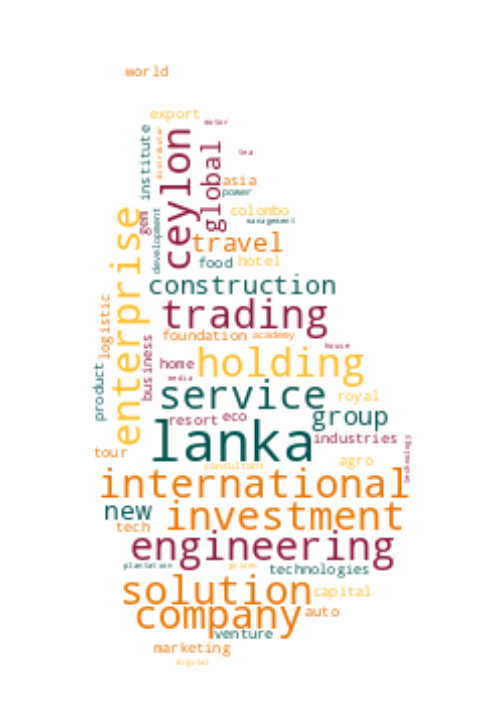 world
export
motor
institute
distributor
ceylon
global
tea
asia
power
gem
colombo
management
development
enterprise
travel
food
hotel
construction
logistic
trading
foundation
academy
business
house
product
home
holding
media
service
royal
group
resort
eco
lanka
industries
technology
tour
consultant
agro
international
new
investment
tech
engineering
plantation
golden
technologies
solution
capital
company
auto
venture
marketing
digital